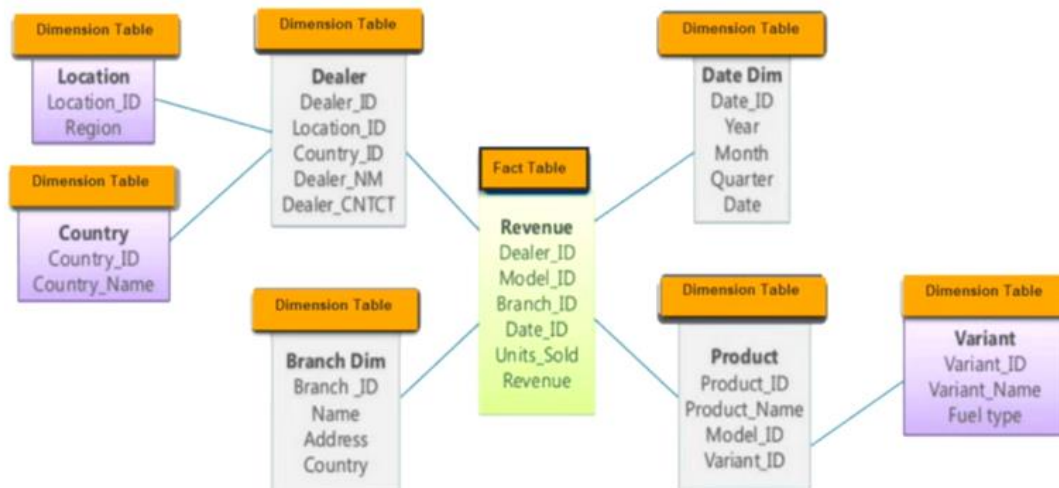 Dimension Table
Location
Location_ID
Region
Dimension Table
Country
Country_ID
Country_Name
Dimension Table
Dealer
Dealer_ID
Location_ID
Country_ID
Dealer_NM
Dealer_CNTCT
Dimension Table
Branch Dim
Branch _ID
Name
Address
Country
Fact Table
Revenue
Dealer_ID
Model_ID
Branch_ID
Date_ID
Units_Sold
Revenue
Dimension Table
Date Dim
Date_ID
Year
Month
Quarter
Date
Dimension Table
Product
Product_ID
Product_Name
Model_ID
Variant_ID
Dimension Table
Variant
Variant_ID
Variant_Name
Fuel type